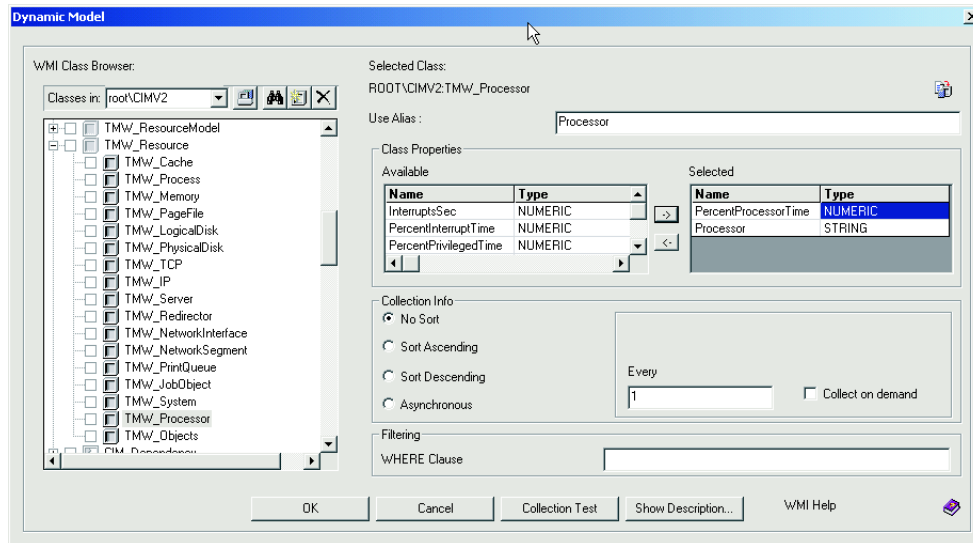 Dynamic Model
WMI Class Browser:
Classes in: root\CIMV2
TMW_ResourceModel
TMW_Resource
TMW_Cache
TMW_Process
TMW_Memory
TMW_PageFile
TMW_LogicalDisk
TMW_PhysicalDisk
TMW_TCP
TMW_IP
TMW_Server
TMW_Redirector
TMW_NetworkInterface
TMW_NetworkSegment
TMW_PrintQueue
TMW_JobObject
TMW_System
TMW_Processor
TMW_Objects
CIM_Dependency
Selected Class:
ROOT\CIMV2:TMW_Processor
Use Alias : Processor
Class Properties
Available
Name Type
InterruptsSec NUMERIC
PercentInterruptTime NUMERIC
PercentPrivilegedTime NUMERIC
->
<-
Selected
Name Type
PercentProcessorTime NUMERIC
Processor STRING
Collection Info
No Sort
Sort Ascending
Sort Descending
Asynchronous
Every
1
Collect on demand
Filtering
WHERE Clause
OK Cancel Collection Test Show Description... WMI Help